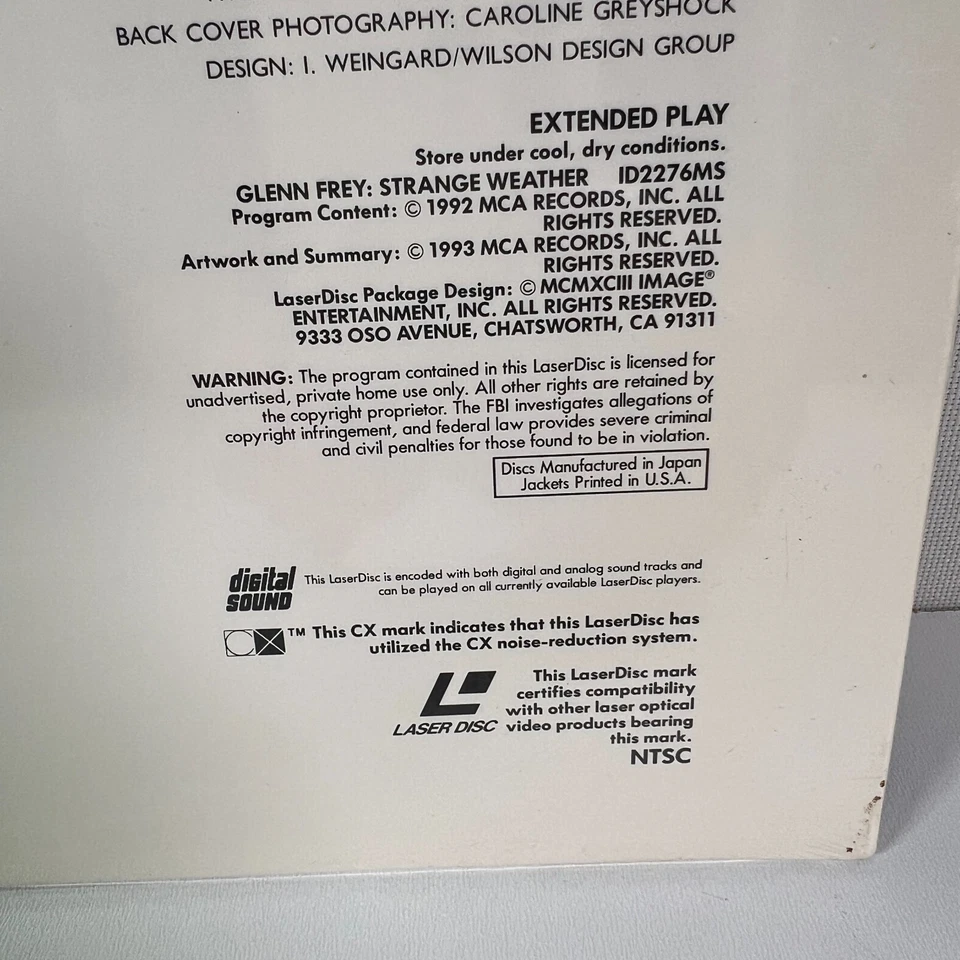 BACK COVER PHOTOGRAPHY: CAROLINE GREYSHOCK
DESIGN: I. WEINGARD/WILSON DESIGN GROUP
EXTENDED PLAY
Store under cool, dry conditions.
GLENN FREY: STRANGE WEATHER ID2276MS
Program Content: © 1992 MCA RECORDS, INC. ALL
RIGHTS RESERVED.
Artwork and Summary: © 1993 MCA RECORDS, INC. ALL
RIGHTS RESERVED.
LaserDisc Package Design: © MCMXCIII IMAGE®
ENTERTAINMENT, INC. ALL RIGHTS RESERVED.
9333 OSO AVENUE, CHATSWORTH, CA 91311
WARNING: The program contained in this LaserDisc is licensed for
unadvertised, private home use only. All other rights are retained by
the copyright proprietor. The FBI investigates allegations of
copyright infringement, and federal law provides severe criminal
and civil penalties for those found to be in violation.
Discs Manufactured in Japan
Jackets Printed in U.S.A.
digital
SOUND
This LaserDisc is encoded with both digital and analog sound tracks and
can be played on all currently available LaserDisc players.
CX™ This CX mark indicates that this LaserDisc has
utilized the CX noise-reduction system.
LASER DISC
This LaserDisc mark
certifies compatibility
with other laser optical
video products bearing
this mark.
NTSC